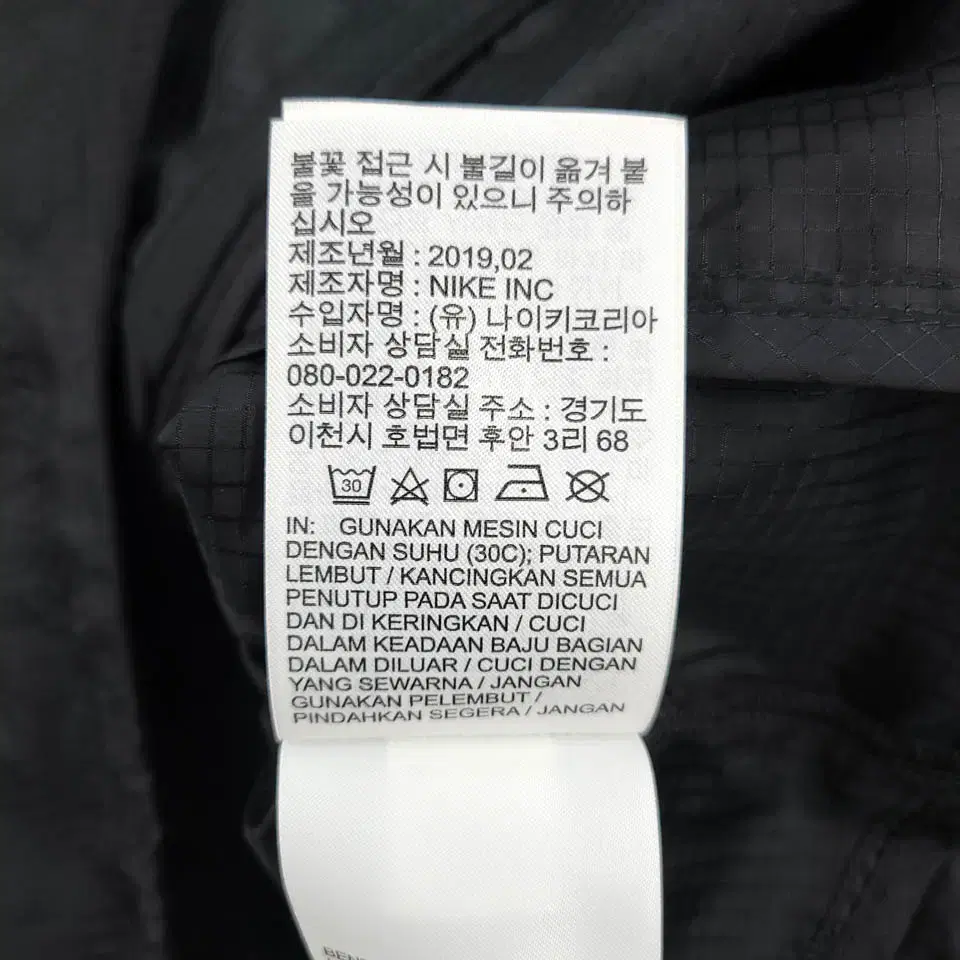 불꽃 접근 시 불길이 옮겨 붙
을 가능성이 있으니 주의하
십시오
제조년월 : 2019,02
제조자명 : NIKE INC
수입자명 : (유) 나이키코리아
소비자 상담실 전화번호 :
080-022-0182
소비자 상담실 주소 : 경기도
이천시 호법면 후안 3리 68
30
IN: GUNAKAN MESIN CUCI
DENGAN SUHU (30C); PUTARAN
LEMBUT / KANCINGKAN SEMUA
PENUTUP PADA SAAT DICUCI
DAN DI KERINGKAN / CUCI
DALAM KEADAAN BAJU BAGIAN
DALAM DILUAR / CUCI DENGAN
YANG SEWARNA / JANGAN
GUNAKAN PELEMBUT /
PINDAHKAN SEGERA / JANGAN